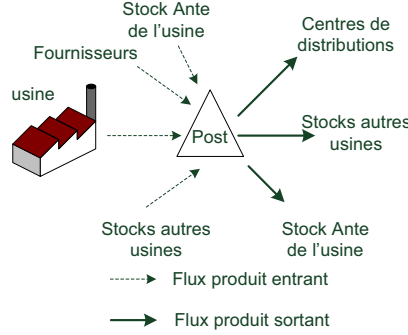 Stock Ante
de l'usine
Centres de
distributions
Fournisseurs
usine
Post
Stocks autres
usines
Stocks autres
usines
Stock Ante
de l'usine
Flux produit entrant
Flux produit sortant